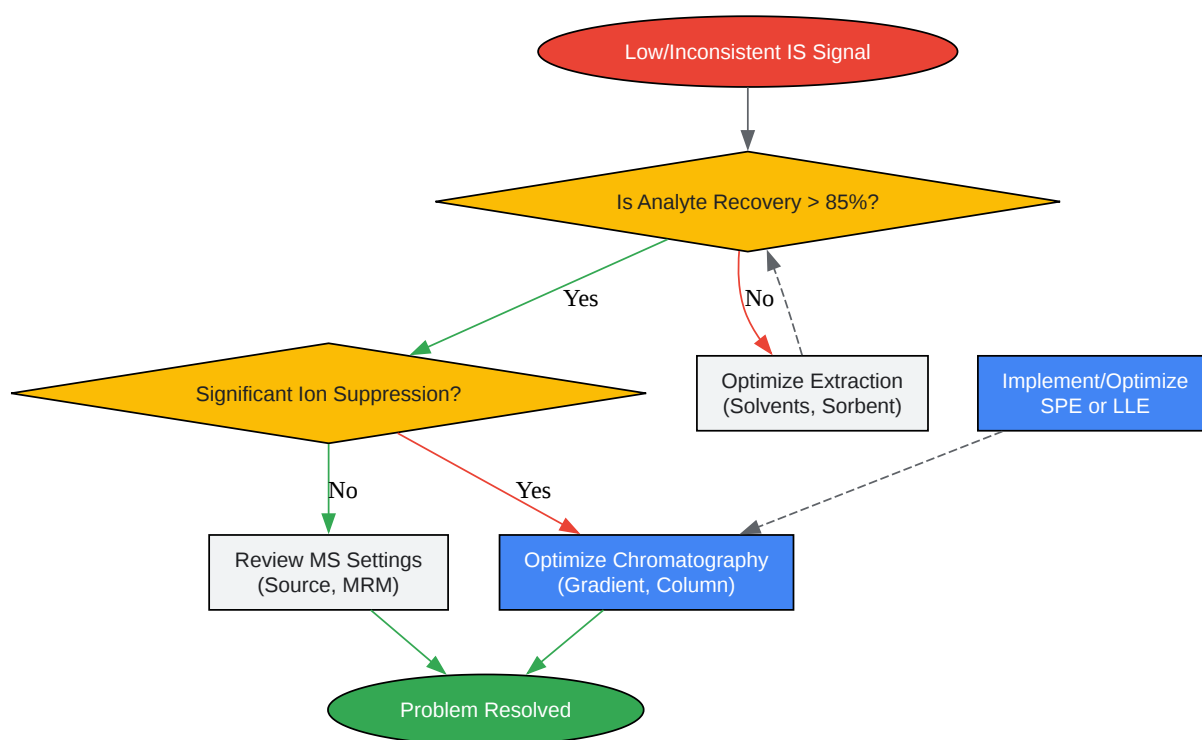 Low/Inconsistent IS Signal
Is Analyte Recovery > 85%?
Yes
No
Significant Ion Suppression?
Optimize Extraction
(Solvents, Sorbent)
Implement/Optimize
SPE or LLE
No
Yes
Review MS Settings
(Source, MRM)
Optimize Chromatography
(Gradient, Column)
Problem Resolved